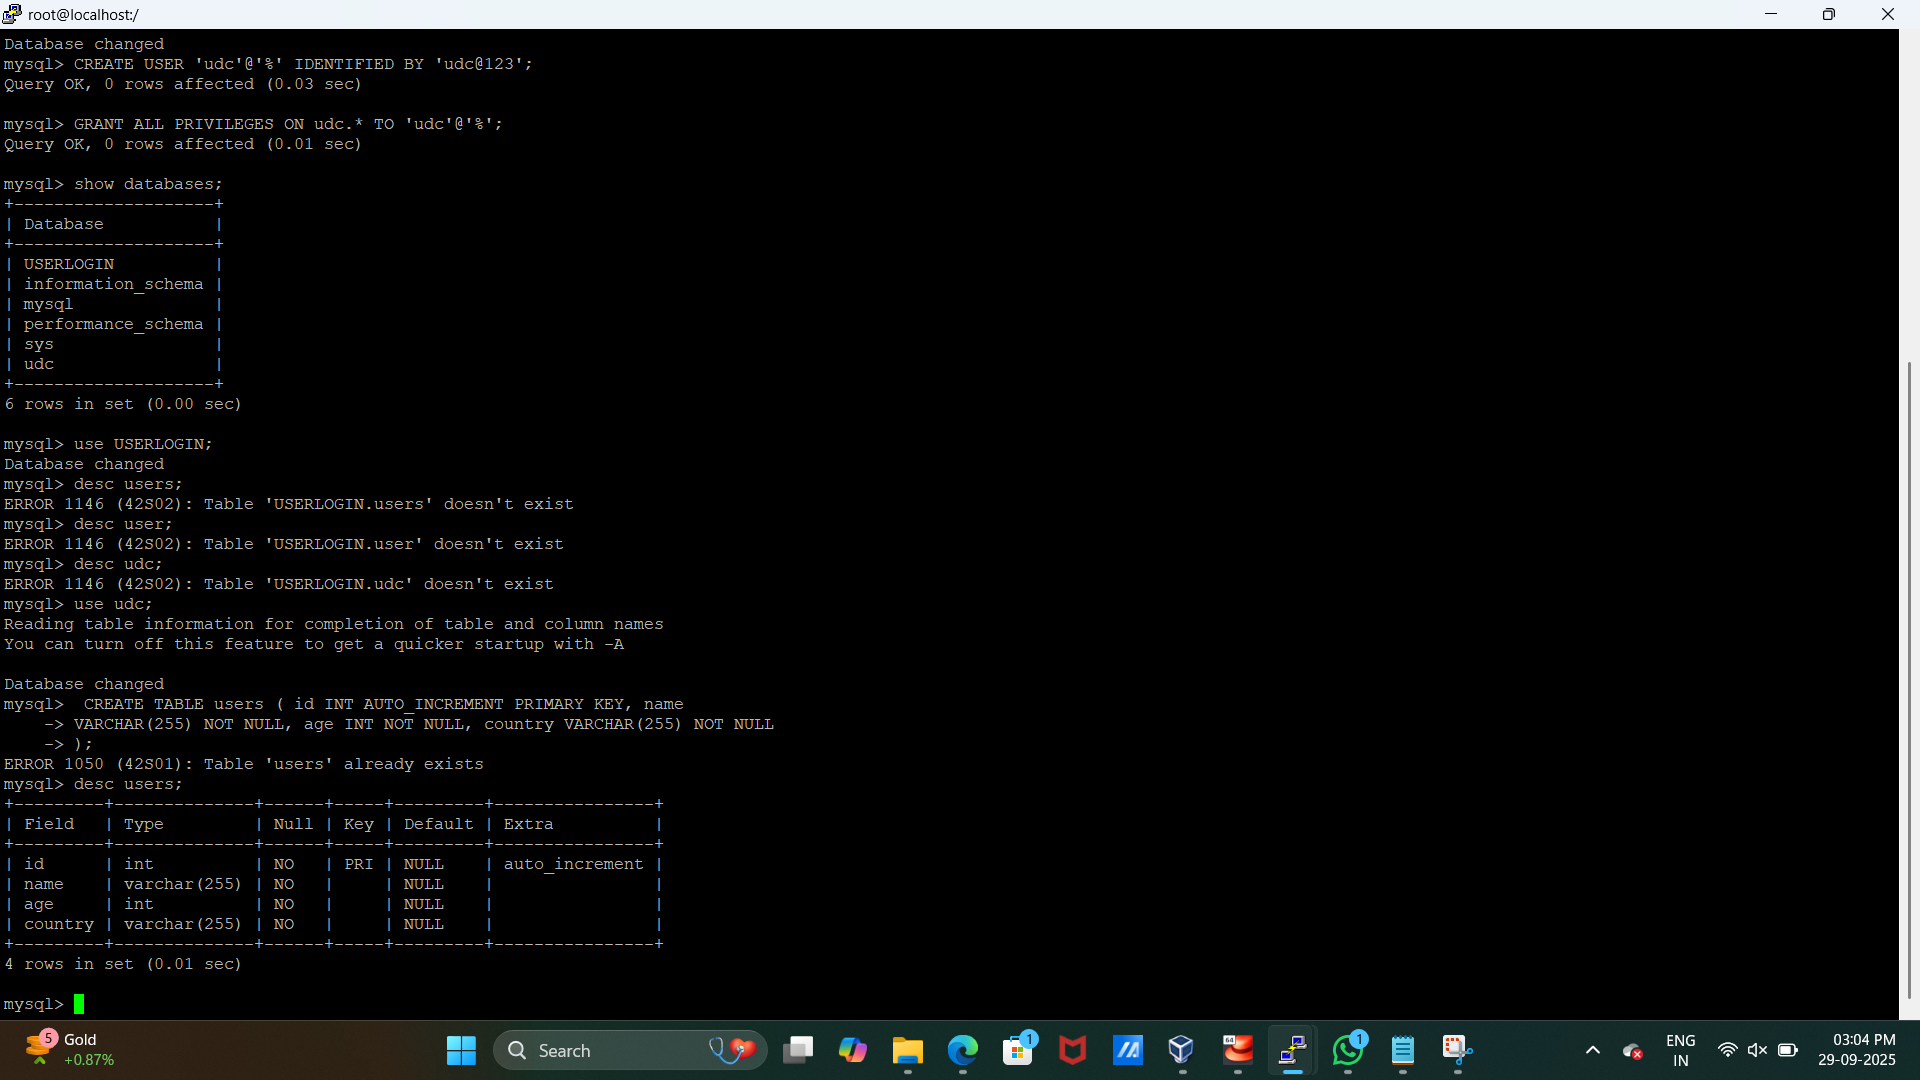 root@localhost:/
Database changed
mysql> CREATE USER 'udc'@'%' IDENTIFIED BY 'udc@123';
Query OK, 0 rows affected (0.03 sec)
mysql> GRANT ALL PRIVILEGES ON udc.* TO 'udc'@'%';
Query OK, 0 rows affected (0.01 sec)
mysql> show databases;
+--------------------+
| Database           |
+--------------------+
| USERLOGIN          |
| information_schema |
| mysql              |
| performance_schema |
| sys                |
| udc                |
+--------------------+
6 rows in set (0.00 sec)
mysql> use USERLOGIN;
Database changed
mysql> desc users;
ERROR 1146 (42S02): Table 'USERLOGIN.users' doesn't exist
mysql> desc user;
ERROR 1146 (42S02): Table 'USERLOGIN.user' doesn't exist
mysql> desc udc;
ERROR 1146 (42S02): Table 'USERLOGIN.udc' doesn't exist
mysql> use udc;
Reading table information for completion of table and column names
You can turn off this feature to get a quicker startup with -A
Database changed
mysql>  CREATE TABLE users ( id INT AUTO_INCREMENT PRIMARY KEY, name
    -> VARCHAR(255) NOT NULL, age INT NOT NULL, country VARCHAR(255) NOT NULL
    -> );
ERROR 1050 (42S01): Table 'users' already exists
mysql> desc users;
+---------+--------------+------+-----+---------+----------------+
| Field   | Type         | Null | Key | Default | Extra          |
+---------+--------------+------+-----+---------+----------------+
| id      | int          | NO   | PRI | NULL    | auto_increment |
| name    | varchar(255) | NO   |     | NULL    |                |
| age     | int          | NO   |     | NULL    |                |
| country | varchar(255) | NO   |     | NULL    |                |
+---------+--------------+------+-----+---------+----------------+
4 rows in set (0.01 sec)
mysql>
5
Gold
+0.87%
Search
1
64
1
ENG
IN
03:04 PM
29-09-2025